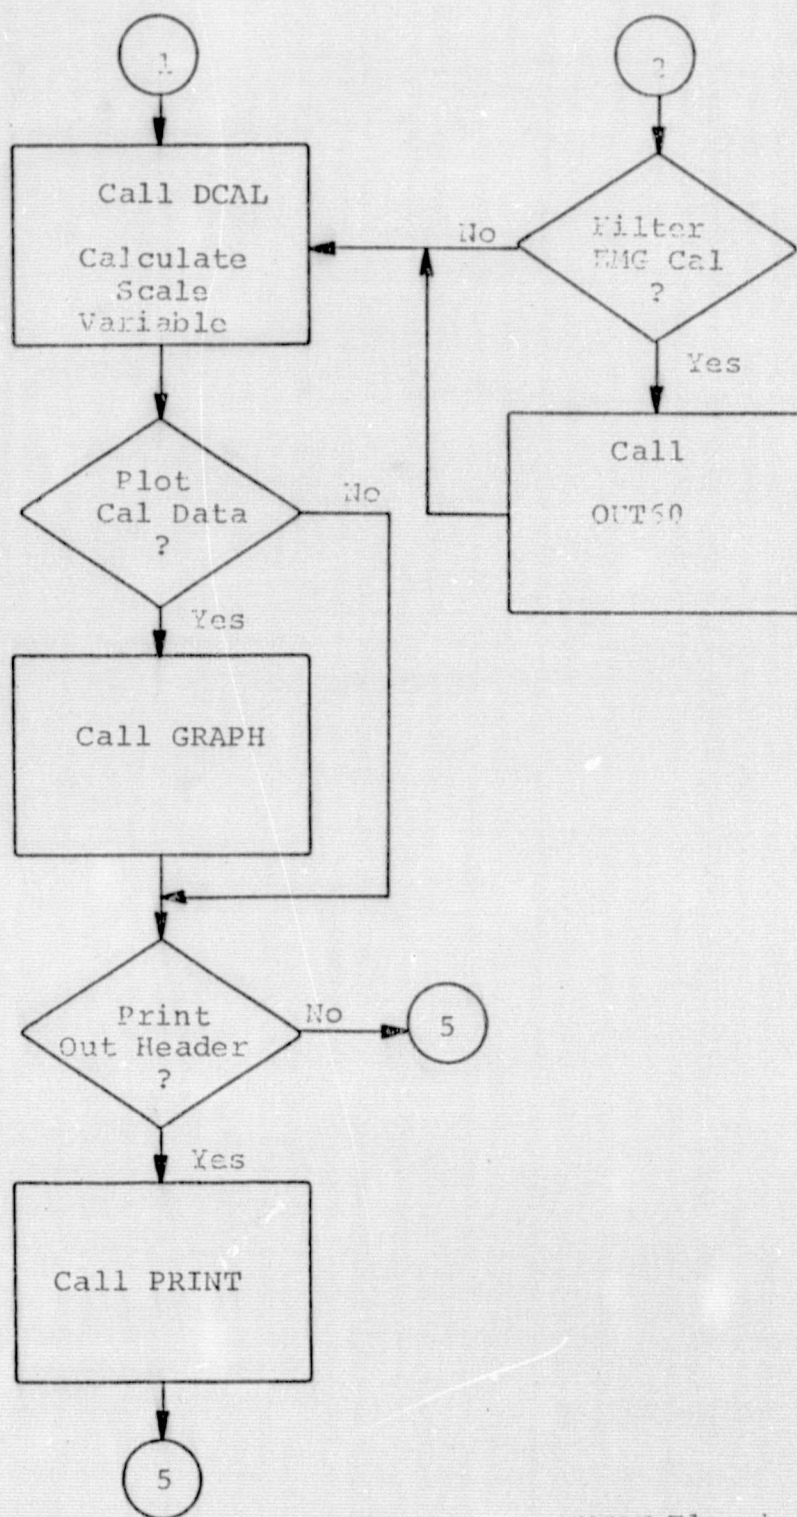 1
Call DCAL
Calculate
Scale
Variable
Plot
Cal Data
?
No
Yes
Call GRAPH
Print
Out Header
?
No
5
Yes
Call PRINT
5
2
Filter
EMG Cal
?
No
Yes
Call
OUT60